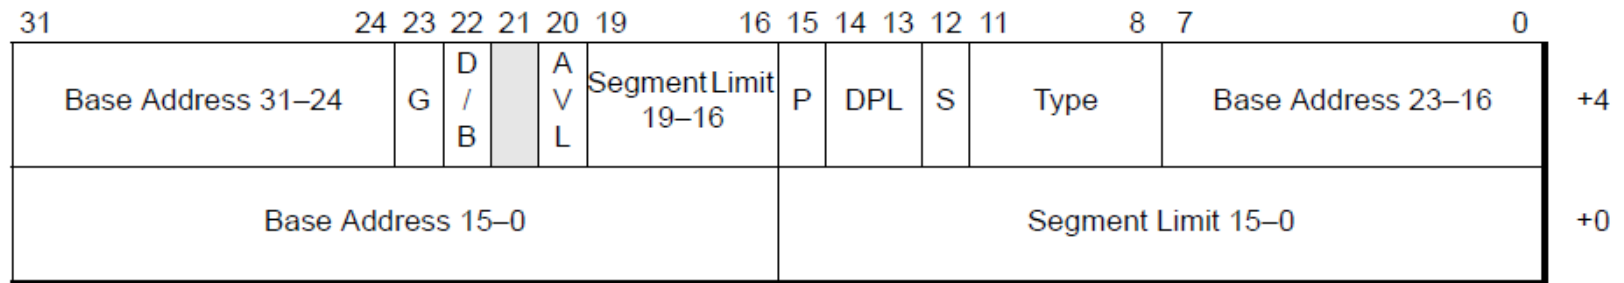 31 24 23 22 21 20 19 16 15 14 13 12 11 8 7 0
Base Address 31–24 G D/B AVL Segment Limit 19–16 P DPL S Type Base Address 23–16 +4
Base Address 15–0 Segment Limit 15–0 +0